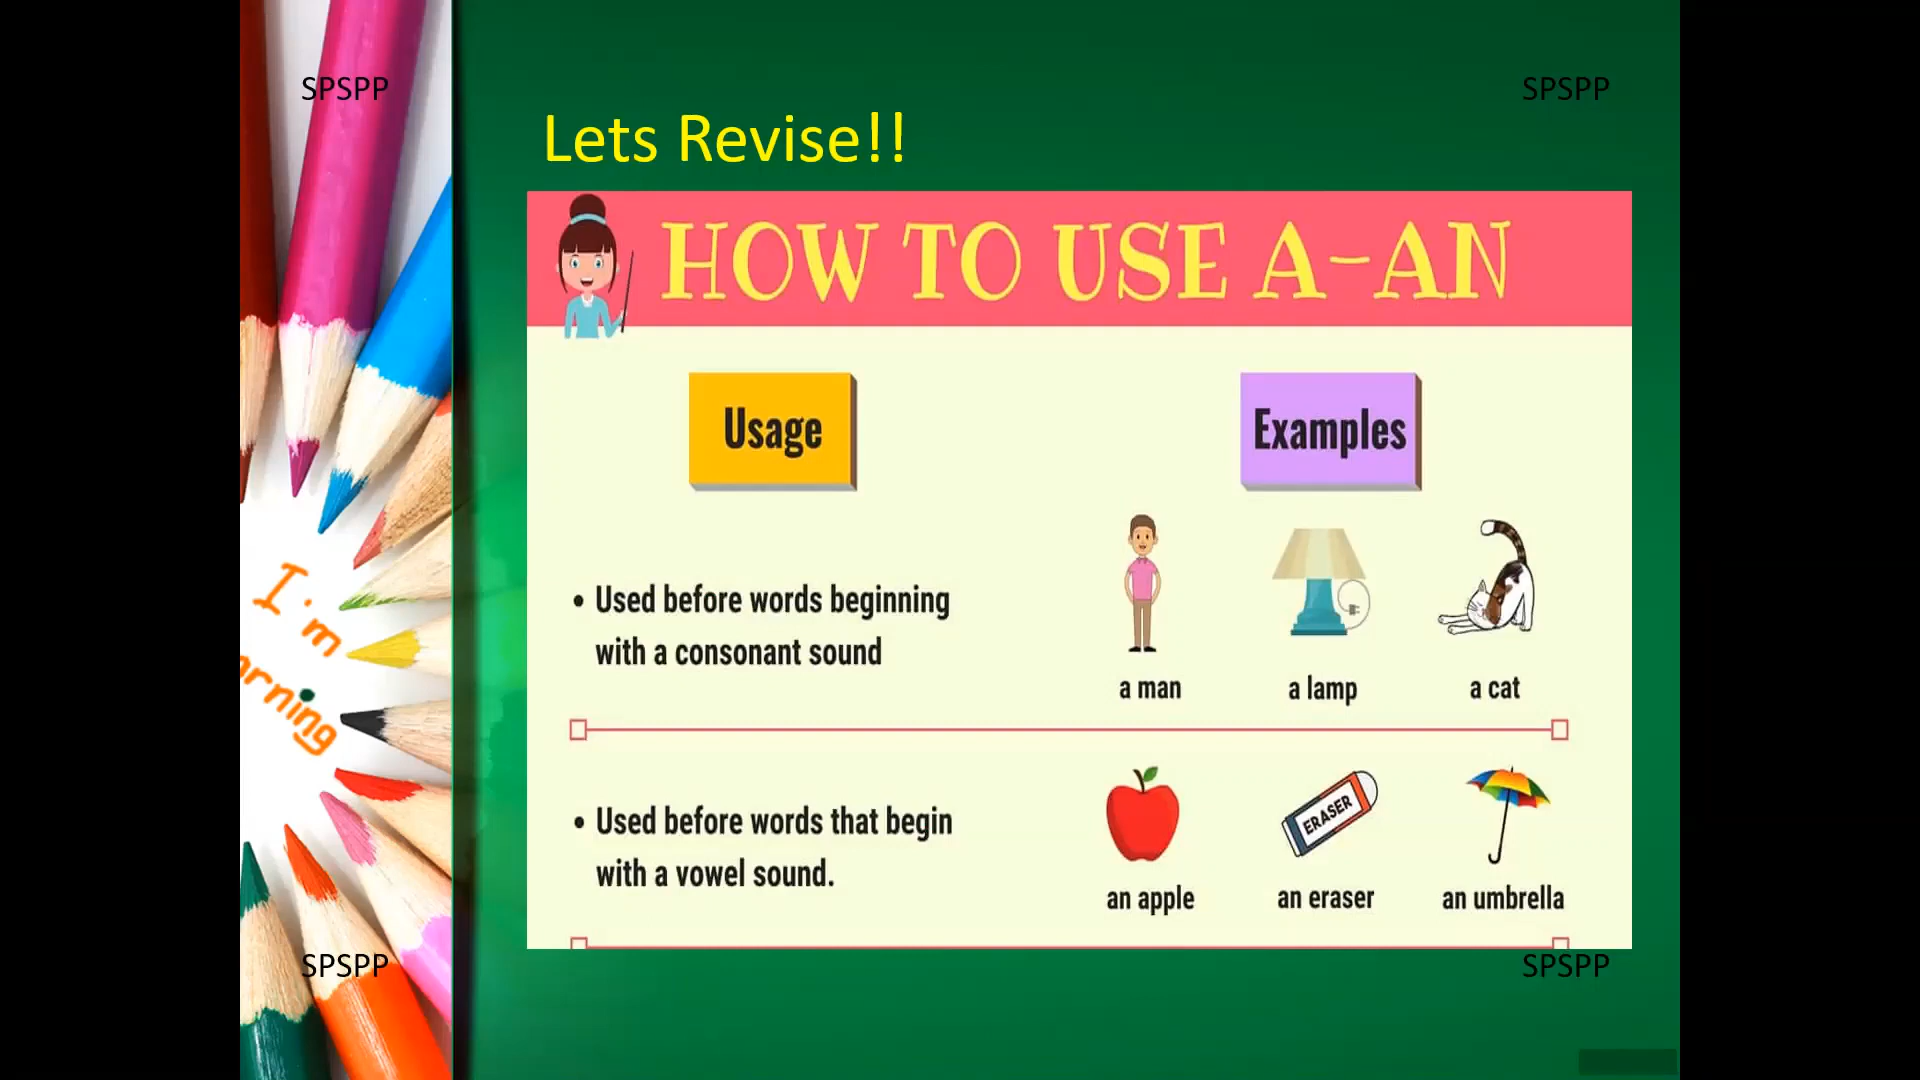 SPSPP
SPSPP
Lets Revise!!
HOW TO USE A-AN
Usage
Examples
• Used before words beginning
with a consonant sound
a man
a lamp
a cat
• Used before words that begin
with a vowel sound.
ERASER
an apple
an eraser
an umbrella
I'm
arning
SPSPP
SPSPP